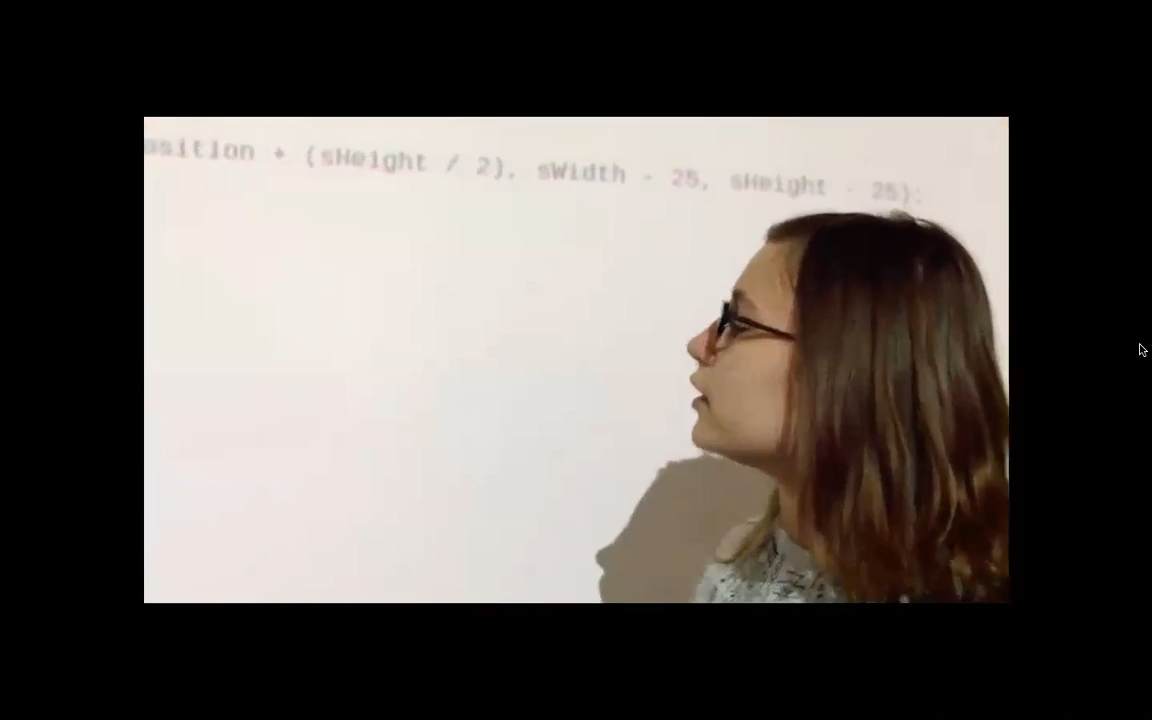 osition + (sHeight / 2), sWidth - 25, sHeight - 25);